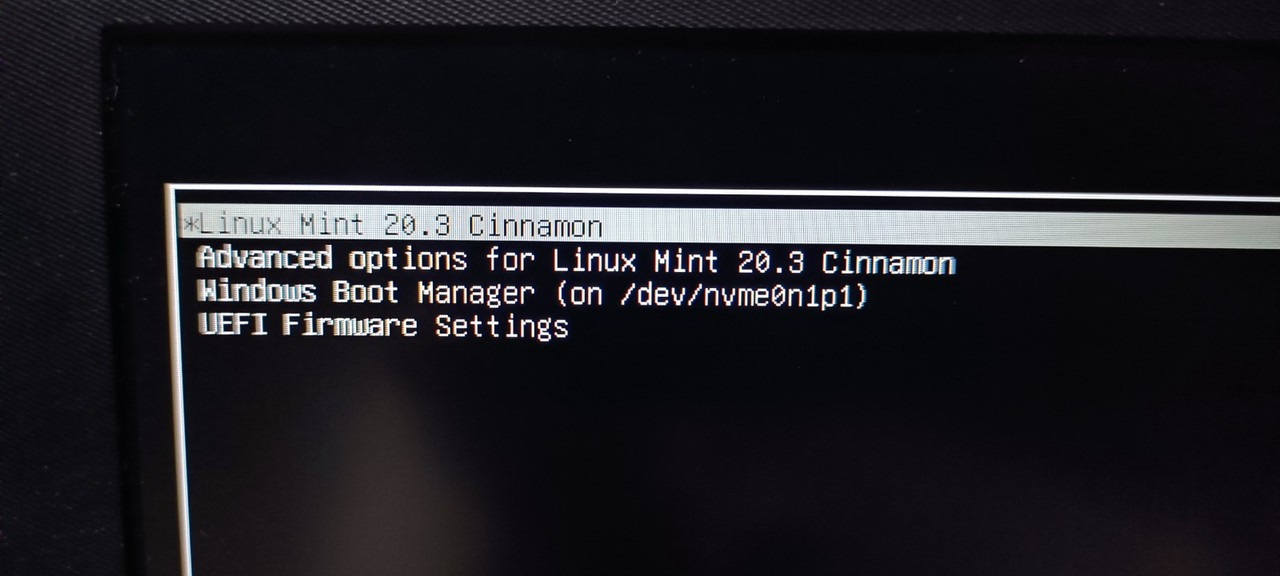 *Linux Mint 20.3 Cinnamon
Advanced options for Linux Mint 20.3 Cinnamon
Windows Boot Manager (on /dev/nvme0n1p1)
UEFI Firmware Settings